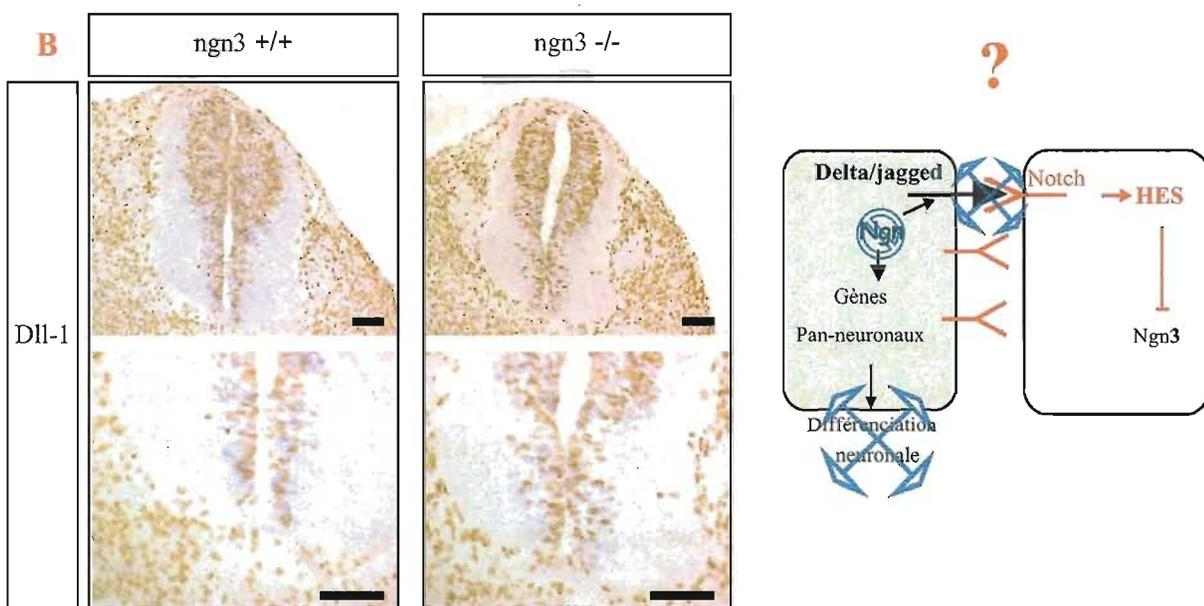 B
ngn3 +/+
ngn3 -/-
Dll-1
?
Delta/jagged
Notch
HES
Ngn
Gènes
Pan-neuronaux
Ngn3
Différenciation
neuronale